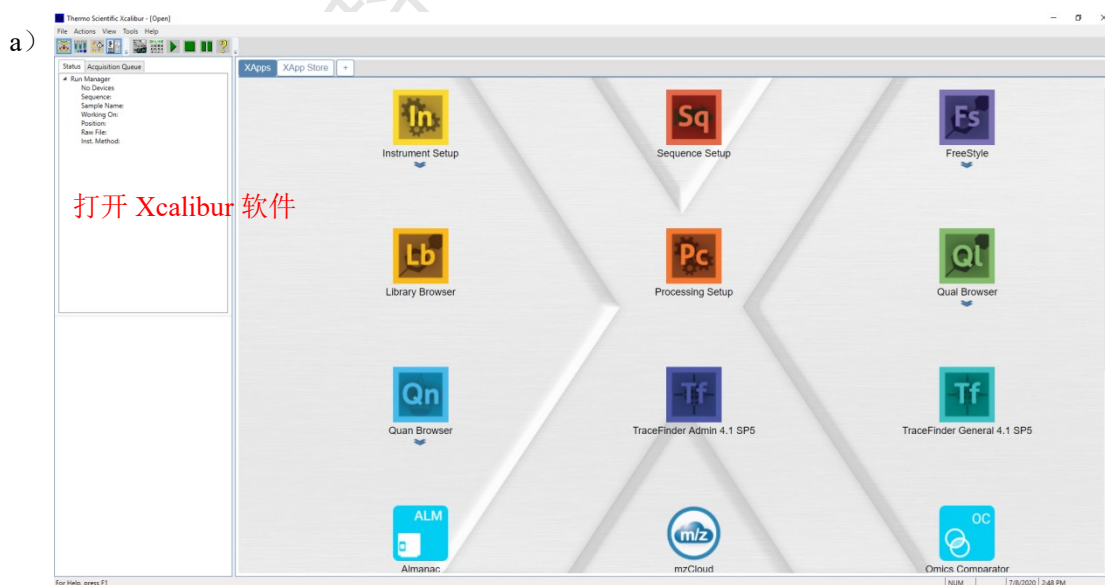 Thermo Scientific Xcalibur - [Open]
File Actions View Tools Help
a）
Status Acquisition Queue
XApps XApp Store +
Run Manager
No Devices
Sequence:
Sample Name:
Working On:
Position:
Raw File:
Inst. Method:
In
Sq
Fs
Instrument Setup
Sequence Setup
FreeStyle
打开 Xcalibur 软件
Lb
Pc
Ql
Library Browser
Processing Setup
Qual Browser
Qn
Tf
Tf
Quan Browser
TraceFinder Admin 4.1 SP5
TraceFinder General 4.1 SP5
ALM
m/z
OC
Almanac
mzCloud
Omics Comparator
For Help, press F1
NUM
7/8/2020 2:48 PM